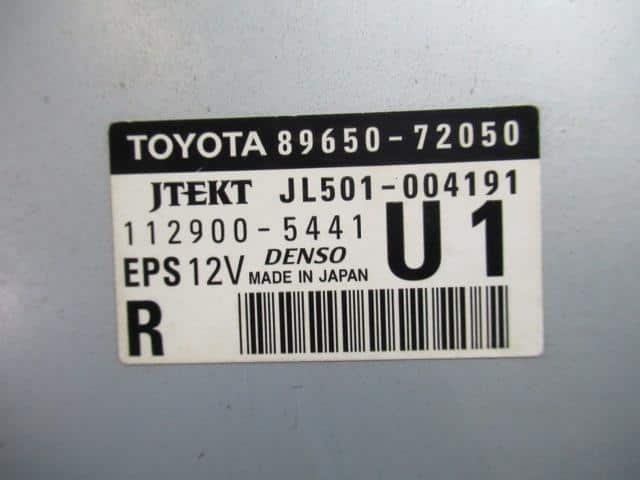 TOYOTA 89650-72050
JTEKT JL501-004191
112900-5441
DENSO
EPS 12V MADE IN JAPAN
U1
R